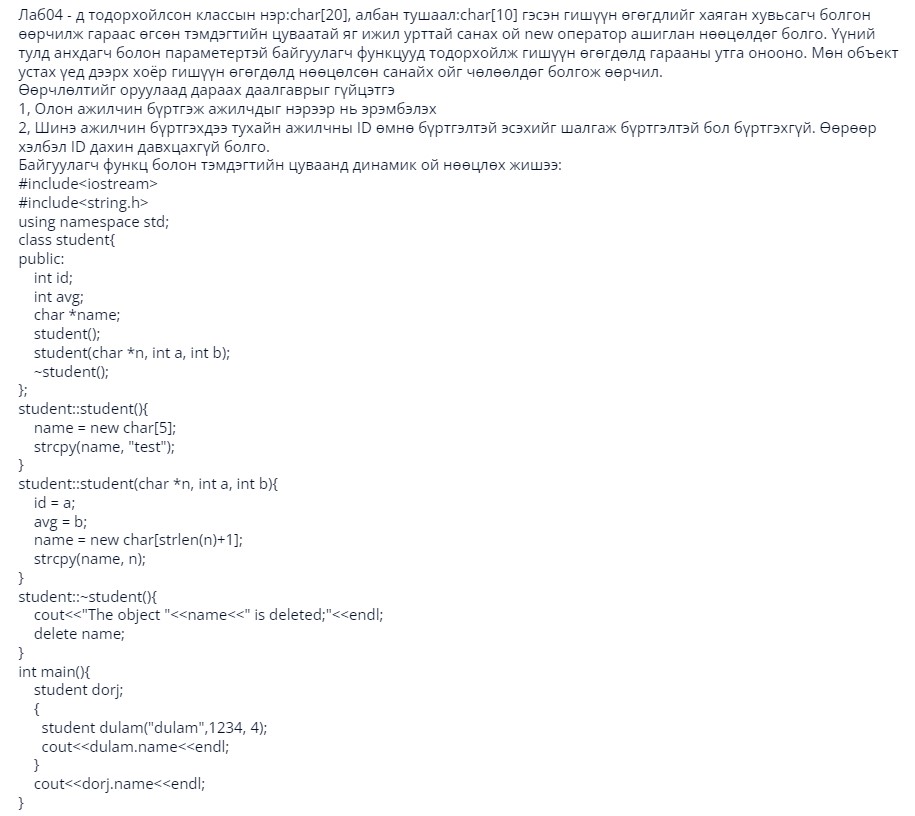 Лаб04 - д тодорхойлсон классын нэр:char[20], албан тушаал:char[10] гэсэн гишүүн өгөгдлийг хаяган хувьсагч болгон
өөрчилж гараас өгсөн тэмдэгтийн цуваатай яг ижил урттай санах ой new оператор ашиглан нөөцөлдөг болго. Үүний
тулд анхдагч болон параметертэй байгуулагч функцууд тодорхойлж гишүүн өгөгдөлд гарааны утга онооно. Мөн объект
устах үед дээрх хоёр гишүүн өгөгдөлд нөөцөлсөн санайх ойг чөлөөлдөг болгож өөрчил.
Өөрчлөлтийг оруулаад дараах даалгаврыг гүйцэтгэ
1, Олон ажилчин бүртгэж ажилчдыг нэрээр нь эрэмбэлэх
2, Шинэ ажилчин бүртгэхдээ тухайн ажилчны ID өмнө бүртгэлтэй эсэхийг шалгаж бүртгэлтэй бол бүртгэхгүй. Өөрөөр
хэлбэл ID дахин давхцахгүй болго.
Байгуулагч функц болон тэмдэгтийн цуваанд динамик ой нөөцлөх жишээ:
#include<iostream>
#include<string.h>
using namespace std;
class student{
public:
    int id;
    int avg;
    char *name;
    student();
    student(char *n, int a, int b);
    ~student();
};
student::student(){
    name = new char[5];
    strcpy(name, "test");
}
student::student(char *n, int a, int b){
    id = a;
    avg = b;
    name = new char[strlen(n)+1];
    strcpy(name, n);
}
student::~student(){
    cout<<"The object "<<name<<" is deleted;"<<endl;
    delete name;
}
int main(){
    student dorj;
    {
      student dulam("dulam",1234, 4);
      cout<<dulam.name<<endl;
    }
    cout<<dorj.name<<endl;
}